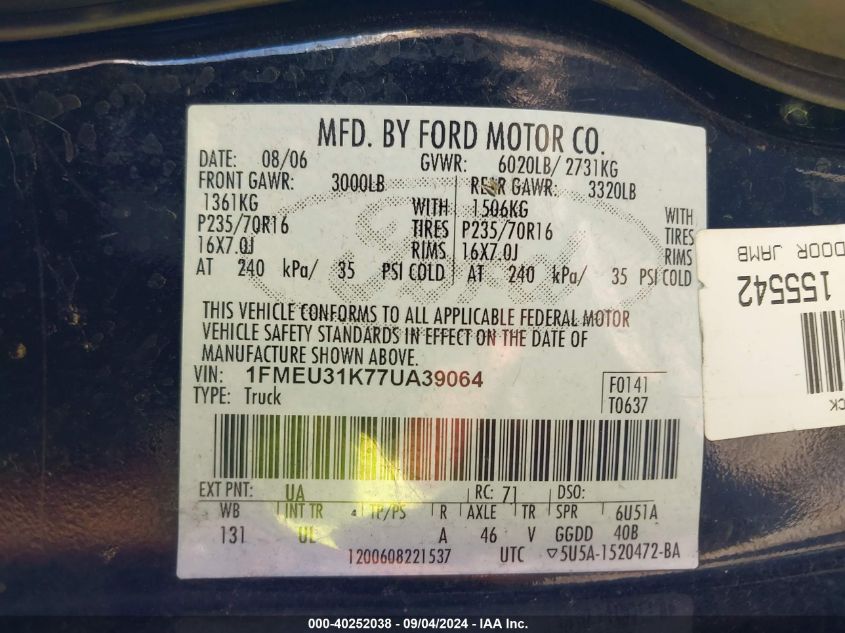 MFD. BY FORD MOTOR CO.
DATE: 08/06 GVWR: 6020LB/ 2731KG
FRONT GAWR: 3000LB REAR GAWR: 3320LB
1361KG WITH 1506KG WITH
P235/70R16 TIRES P235/70R16 TIRES
16X7.0J RIMS 16X7.0J RIMS
AT 240 kPa/ 35 PSI COLD AT 240 kPa/ 35 PSI COLD
THIS VEHICLE CONFORMS TO ALL APPLICABLE FEDERAL MOTOR
VEHICLE SAFETY STANDARDS IN EFFECT ON THE DATE OF
MANUFACTURE SHOWN ABOVE.
VIN: 1FMEU31K77UA39064
TYPE: Truck
F0141
T0637
EXT PNT: UA RC: 71 DSO:
WB INT TR TP/PS R AXLE TR SPR 6U51A
131 UL 4 A 46 V GGDD 40B
1200608221537 UTC ▽5U5A-1520472-BA
DOOR JAMB
155542
000-40252038 - 09/04/2024 - IAA Inc.